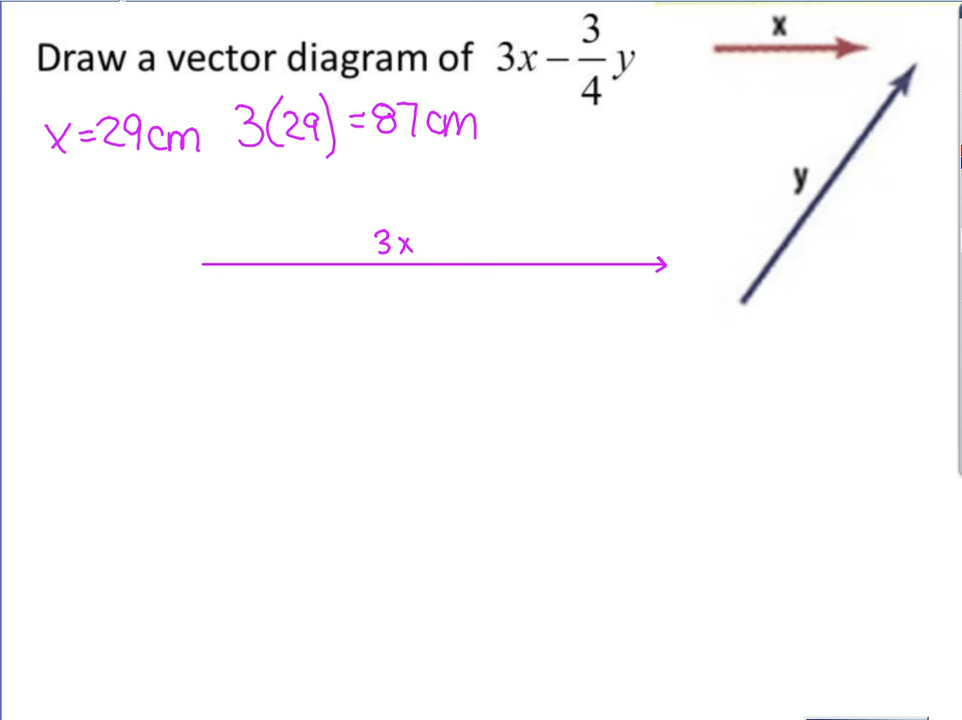 Draw a vector diagram of 3x − 3/4 y
x=29cm 3(29)=87cm
3x
x
y